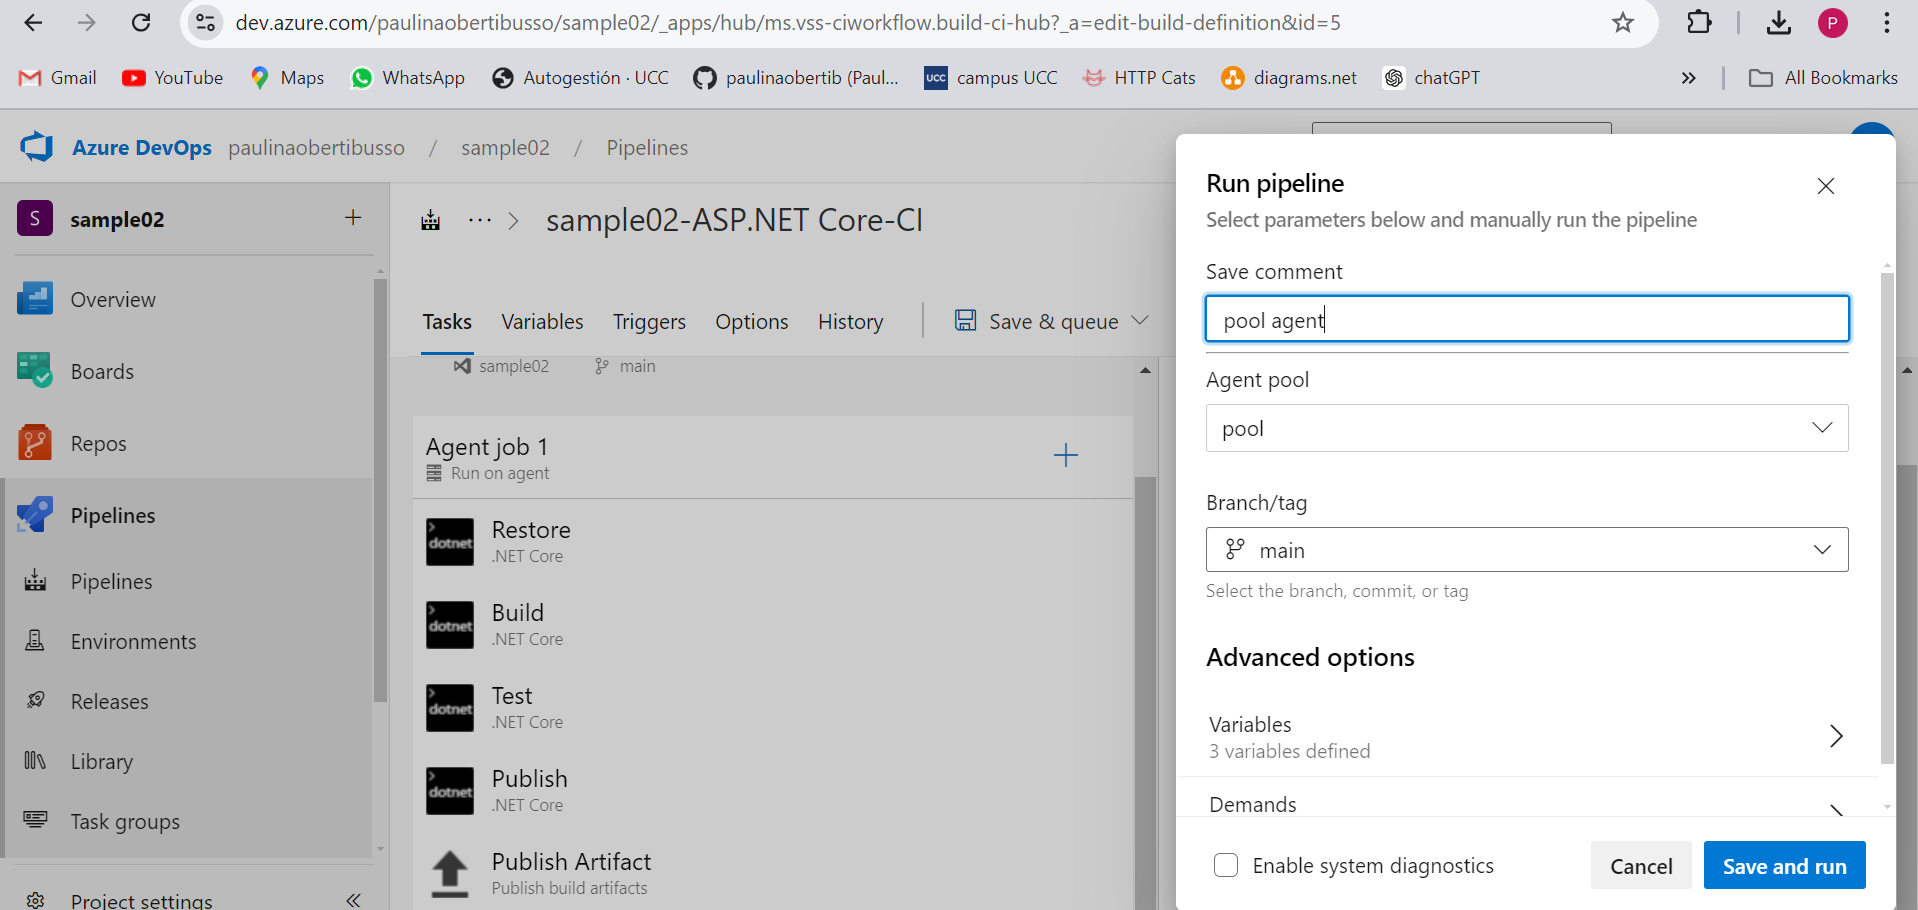 dev.azure.com/paulinaobertibusso/sample02/_apps/hub/ms.vss-ciworkflow.build-ci-hub?_a=edit-build-definition&id=5
P
Gmail YouTube Maps WhatsApp Autogestión · UCC paulinaobertib (Paul... UCC campus UCC HTTP Cats diagrams.net chatGPT » All Bookmarks
Azure DevOps paulinaobertibusso / sample02 / Pipelines
S sample02 +
Overview
Boards
Repos
Pipelines
Pipelines
Environments
Releases
Library
Task groups
Project settings
... > sample02-ASP.NET Core-CI
Tasks Variables Triggers Options History Save & queue
sample02 main
Agent job 1
Run on agent
dotnet Restore
.NET Core
dotnet Build
.NET Core
dotnet Test
.NET Core
dotnet Publish
.NET Core
Publish Artifact
Publish build artifacts
Run pipeline
Select parameters below and manually run the pipeline
Save comment
pool agent
Agent pool
pool
Branch/tag
main
Select the branch, commit, or tag
Advanced options
Variables
3 variables defined
Demands
Enable system diagnostics Cancel Save and run